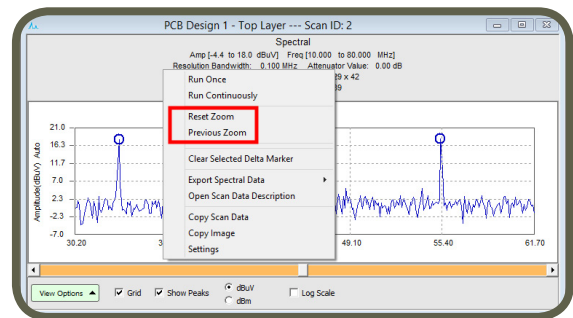 PCB Design 1 - Top Layer --- Scan ID: 2
Spectral
Amp [-4.4 to 18.0 dBuV] Freq [10.000 to 80.000 MHz]
Resolution Bandwidth: 0.100 MHz Attenuator Value: 0.00 dB
29 x 42
39
Run Once
Run Continuously
Reset Zoom
Previous Zoom
Clear Selected Delta Marker
Export Spectral Data
Open Scan Data Description
Copy Scan Data
Copy Image
Settings
Amplitude(dBuV) Auto
21.0
16.3
11.7
7.0
2.3
-2.3
-7.0
30.20
3
49.10
55.40
61.70
View Options
Grid
Show Peaks
dBuV
dBm
Log Scale